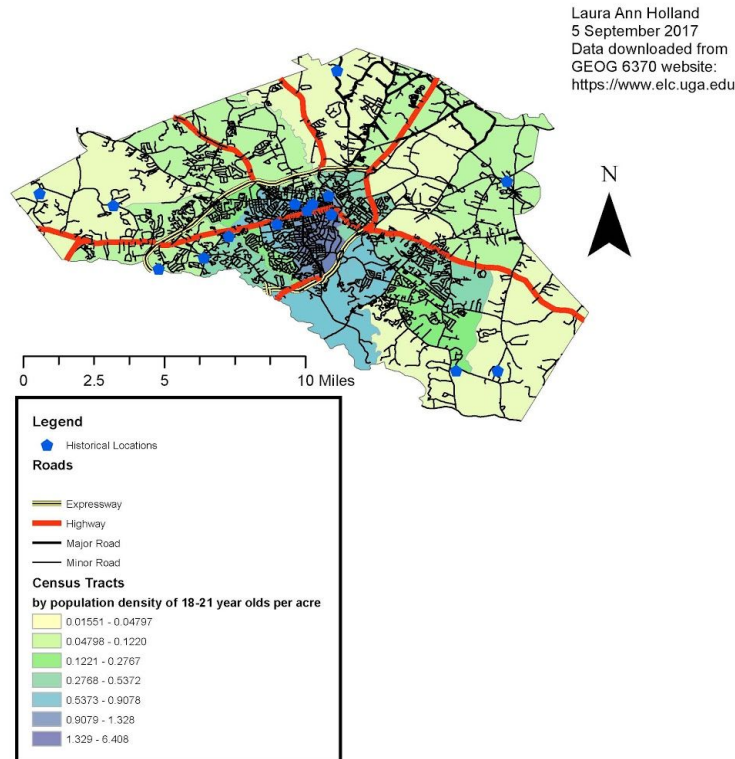 Laura Ann Holland
5 September 2017
Data downloaded from
GEOG 6370 website:
https://www.elc.uga.edu
N
0 2.5 5 10 Miles
Legend
Historical Locations
Roads
Expressway
Highway
Major Road
Minor Road
Census Tracts
by population density of 18-21 year olds per acre
0.01551 - 0.04797
0.04798 - 0.1220
0.1221 - 0.2767
0.2768 - 0.5372
0.5373 - 0.9078
0.9079 - 1.328
1.329 - 6.408